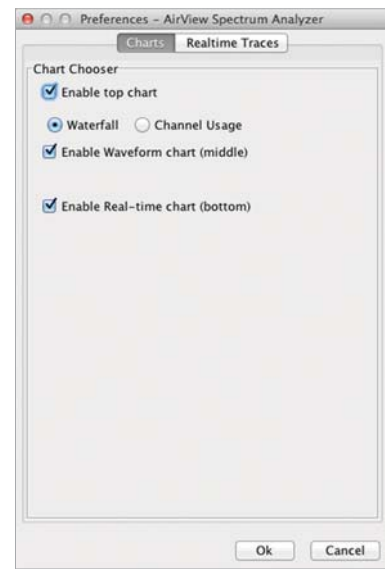 Preferences – AirView Spectrum Analyzer
Charts Realtime Traces
Chart Chooser
Enable top chart
Waterfall Channel Usage
Enable Waveform chart (middle)
Enable Real-time chart (bottom)
Ok Cancel